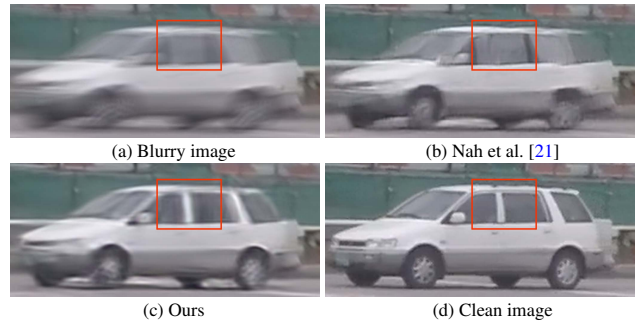 (a) Blurry image
(b) Nah et al. [21]
(c) Ours
(d) Clean image